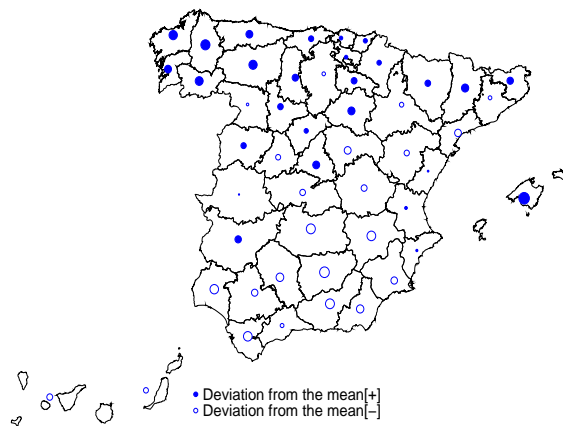 Deviation from the mean[+]
Deviation from the mean[−]